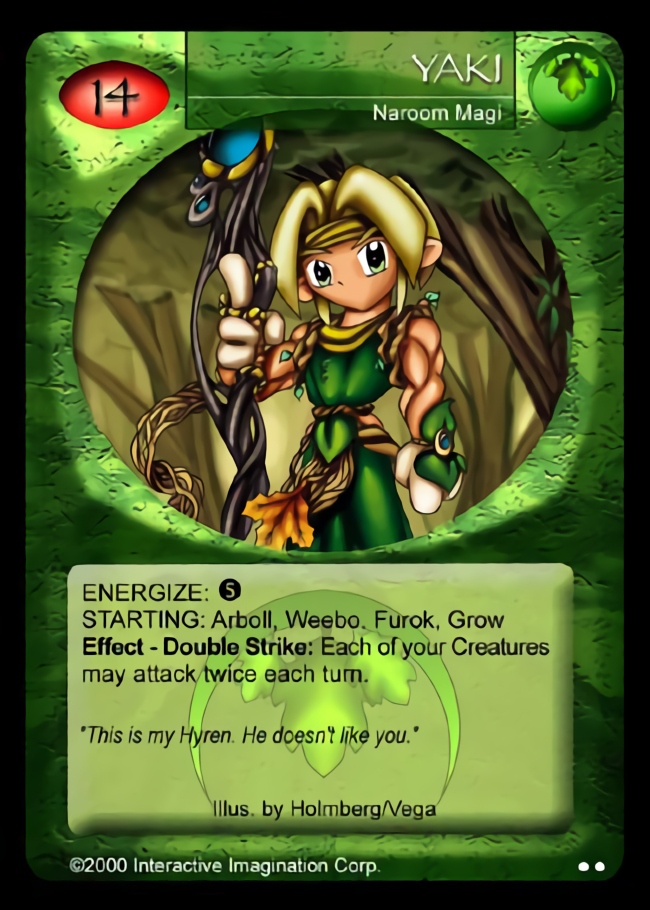 14
YAKI
Naroom Magi
ENERGIZE: 5
STARTING: Arboll, Weebo. Furok, Grow
Effect - Double Strike: Each of your Creatures
may attack twice each turn.
"This is my Hyren. He doesn't like you."
Illus. by Holmberg/Vega
©2000 Interactive Imagination Corp.